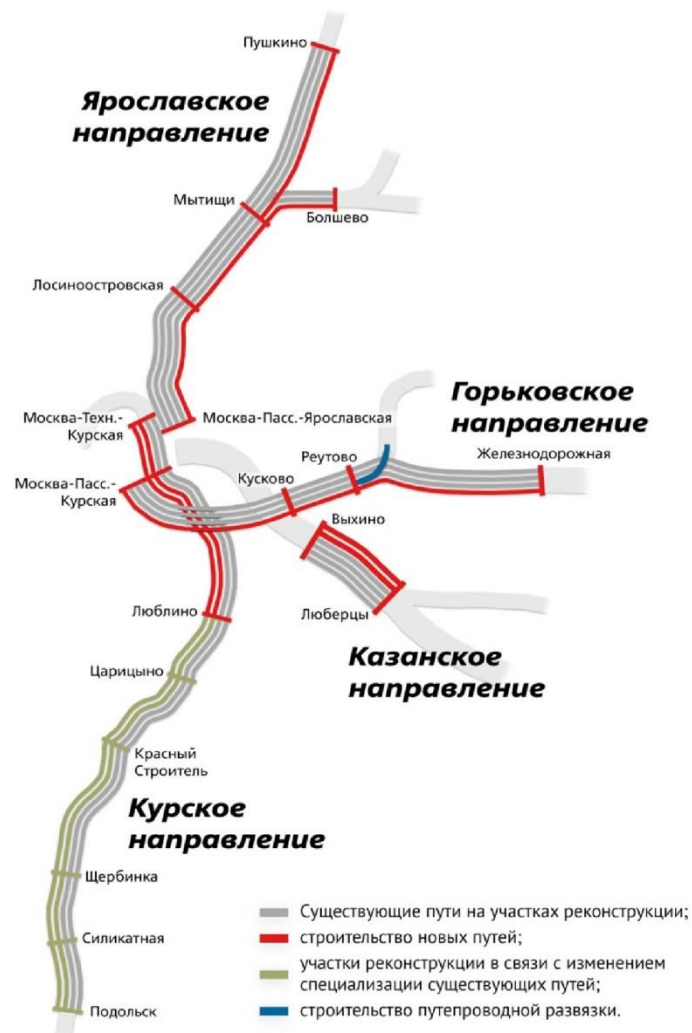 Пушкино
Ярославское
направление
Мытищи
Болшево
Лосиноостровская
Москва-Техн.-
Курская
Москва-Пасс.-Ярославская
Горьковское
направление
Реутово
Железнодорожная
Кусково
Москва-Пасс.-
Курская
Выхино
Люблино
Люберцы
Казанское
направление
Царицыно
Красный
Строитель
Курское
направление
Щербинка
Силикатная
Подольск
Существующие пути на участках реконструкции;
строительство новых путей;
участки реконструкции в связи с изменением
специализации существующих путей;
строительство путепроводной развязки.